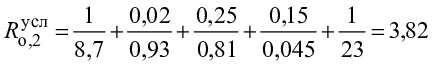 R усл о,2 = 1/8,7 + 0,02/0,93 + 0,25/0,81 + 0,15/0,045 + 1/23 = 3,82